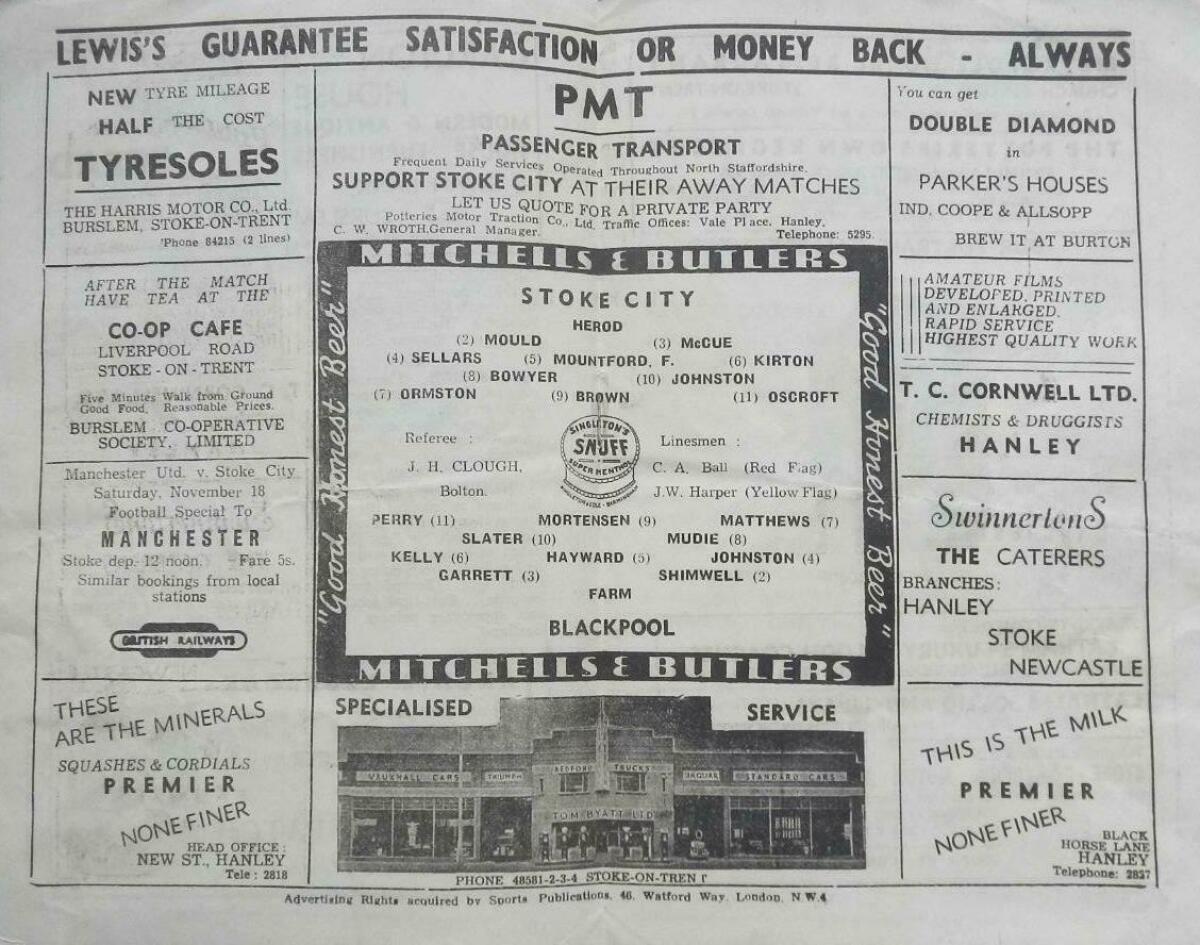 LEWIS'S GUARANTEE SATISFACTION OR MONEY BACK - ALWAYS
NEW TYRE MILEAGE
HALF THE COST
TYRESOLES
THE HARRIS MOTOR CO., Ltd.
BURSLEM, STOKE-ON-TRENT
'Phone 84215 (2 lines)
AFTER THE MATCH
HAVE TEA AT THE
CO-OP CAFE
LIVERPOOL ROAD
STOKE - ON - TRENT
Five Minutes Walk from Ground
Good Food. Reasonable Prices.
BURSLEM CO-OPERATIVE
SOCIETY, LIMITED
Manchester Utd. v. Stoke City
Saturday, November 18
Football Special To
MANCHESTER
Stoke dep. 12 noon. Fare 5s.
Similar bookings from local
stations
BRITISH RAILWAYS
THESE
ARE THE MINERALS
SQUASHES & CORDIALS
PREMIER
NONE FINER
HEAD OFFICE :
NEW ST., HANLEY
Tele : 2818
PMT
PASSENGER TRANSPORT
Frequent Daily Services Operated Throughout North Staffordshire.
SUPPORT STOKE CITY AT THEIR AWAY MATCHES
LET US QUOTE FOR A PRIVATE PARTY
Potteries Motor Traction Co., Ltd. Traffic Offices: Vale Place, Hanley.
C. W. WROTH. General Manager. Telephone: 5295.
MITCHELLS & BUTLERS
"Good Honest Beer"
STOKE CITY
HEROD
(2) MOULD (3) McCUE
(4) SELLARS (5) MOUNTFORD, F. (6) KIRTON
(8) BOWYER (10) JOHNSTON
(7) ORMSTON (9) BROWN (11) OSCROFT
Referee :
J. H. CLOUGH,
Bolton.
SINGLETON'S
SNUFF
SUPER MENTHOL
Linesmen :
C. A. Ball (Red Flag)
J.W. Harper (Yellow Flag)
PERRY (11) MORTENSEN (9) MATTHEWS (7)
SLATER (10) MUDIE (8)
KELLY (6) HAYWARD (5) JOHNSTON (4)
GARRETT (3) SHIMWELL (2)
FARM
BLACKPOOL
"Good Honest Beer"
MITCHELLS & BUTLERS
SPECIALISED SERVICE
VAUXHALL CARS TRIUMPH BEDFORD TRUCKS JAGUAR STANDARD CARS
TOM BYATT LTD
PHONE 48581-2-3-4 STOKE-ON-TRENT
You can get
DOUBLE DIAMOND
in
PARKER'S HOUSES
IND, COOPE & ALLSOPP
BREW IT AT BURTON
AMATEUR FILMS
DEVELOPED, PRINTED
AND ENLARGED.
RAPID SERVICE
HIGHEST QUALITY WORK
T. C. CORNWELL LTD.
CHEMISTS & DRUGGISTS
HANLEY
Swinnertons
THE CATERERS
BRANCHES :
HANLEY
STOKE
NEWCASTLE
THIS IS THE MILK
PREMIER
NONE FINER
BLACK
HORSE LANE
HANLEY
Telephone: 2837
Advertising Rights acquired by Sports Publications, 46, Watford Way, London, N.W.4